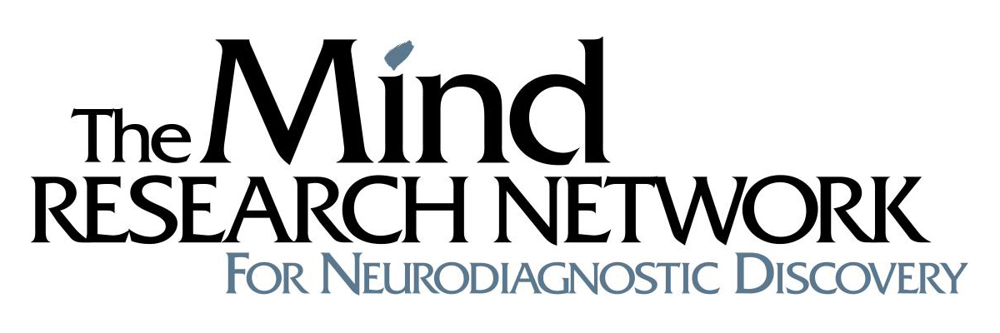 The Mind
RESEARCH NETWORK
FOR NEURODIAGNOSTIC DISCOVERY